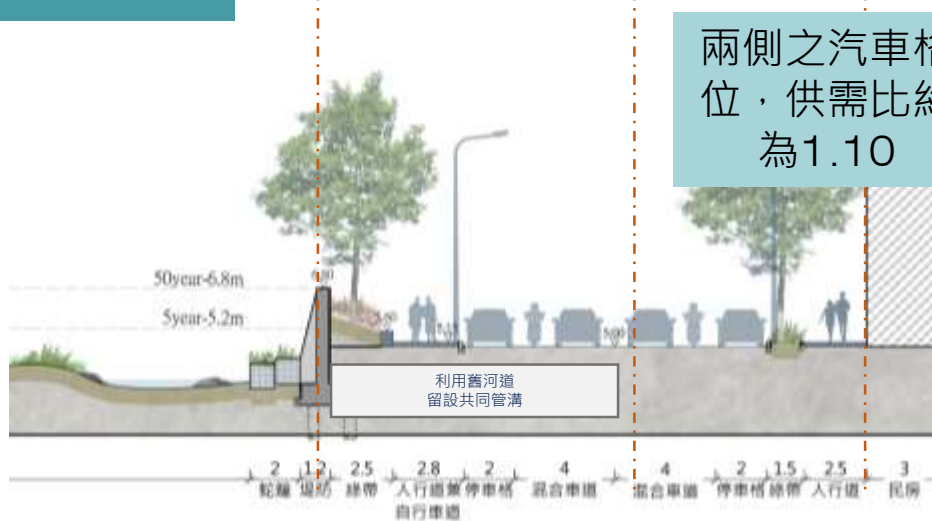 兩側之汽車格
位，供需比
為1.10
50year-6.8m
5year-5.2m
利用舊河道
留設共同管溝
2 1.2 2.5 2.8 2 4 4 2 1.5 2.5 3
蛇籠 堤防 綠帶 人行道兼 停車格 混合車道 混合車道 停車格 綠帶 人行道 民房
自行車道